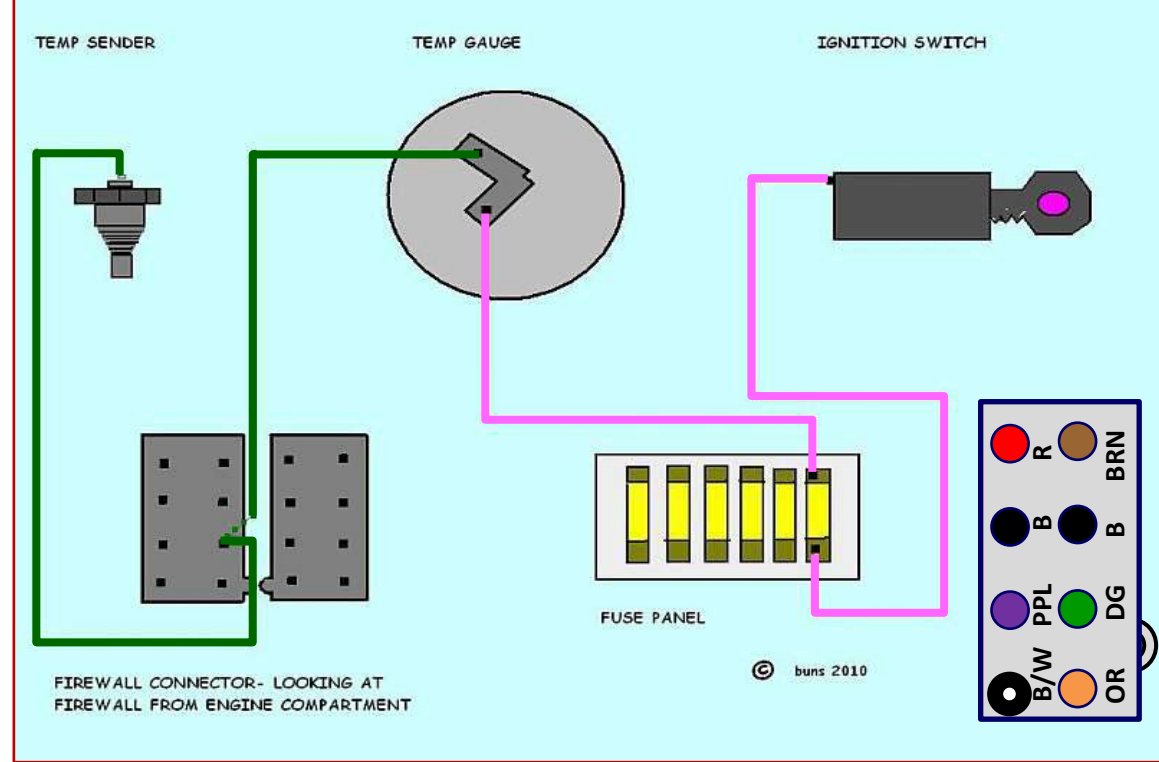 TEMP SENDER
TEMP GAUGE
IGNITION SWITCH
R
BRN
B
B
PPL
DG
B/W
OR
FUSE PANEL
© buns 2010
FIREWALL CONNECTOR- LOOKING AT
FIREWALL FROM ENGINE COMPARTMENT